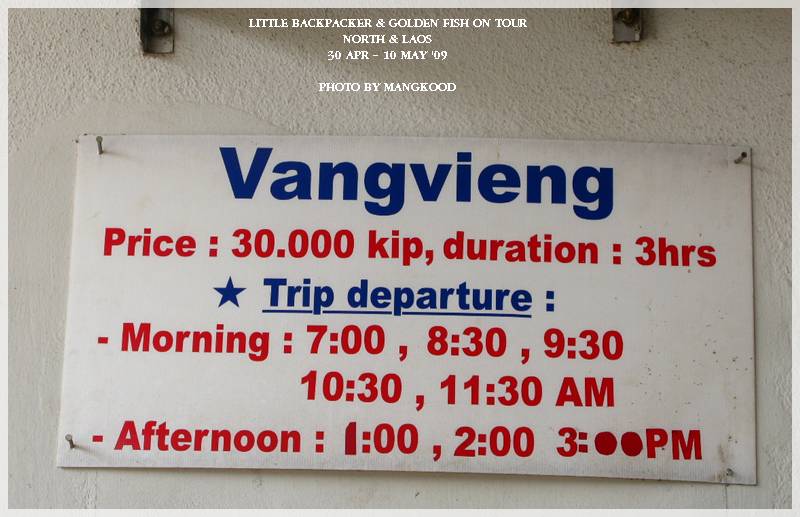 LITTLE BACKPACKER & GOLDEN FISH ON TOUR
NORTH & LAOS
30 APR - 10 MAY '09
PHOTO BY MANGKOOD
Vangvieng
Price : 30.000 kip, duration : 3hrs
★ Trip departure :
- Morning : 7:00 , 8:30 , 9:30
10:30 , 11:30 AM
- Afternoon : 1:00 , 2:00 3:●●PM